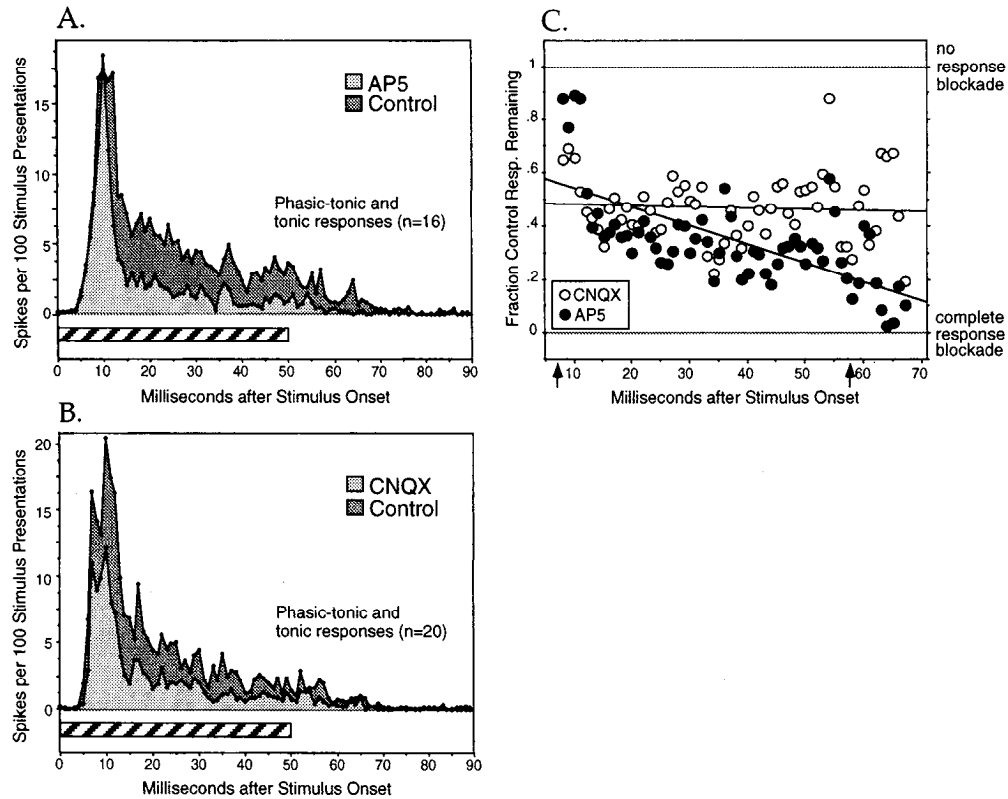 A.
Spikes per 100 Stimulus Presentations
15
10
5
0
AP5
Control
Phasic-tonic and
tonic responses (n=16)
0 10 20 30 40 50 60 70 80 90
Milliseconds after Stimulus Onset
B.
Spikes per 100 Stimulus Presentations
20
15
10
5
0
CNQX
Control
Phasic-tonic and
tonic responses (n=20)
0 10 20 30 40 50 60 70 80 90
Milliseconds after Stimulus Onset
C.
Fraction Control Resp. Remaining
1
.8
.6
.4
.2
0
no
response
blockade
CNQX
AP5
complete
response
blockade
10 20 30 40 50 60 70
Milliseconds after Stimulus Onset